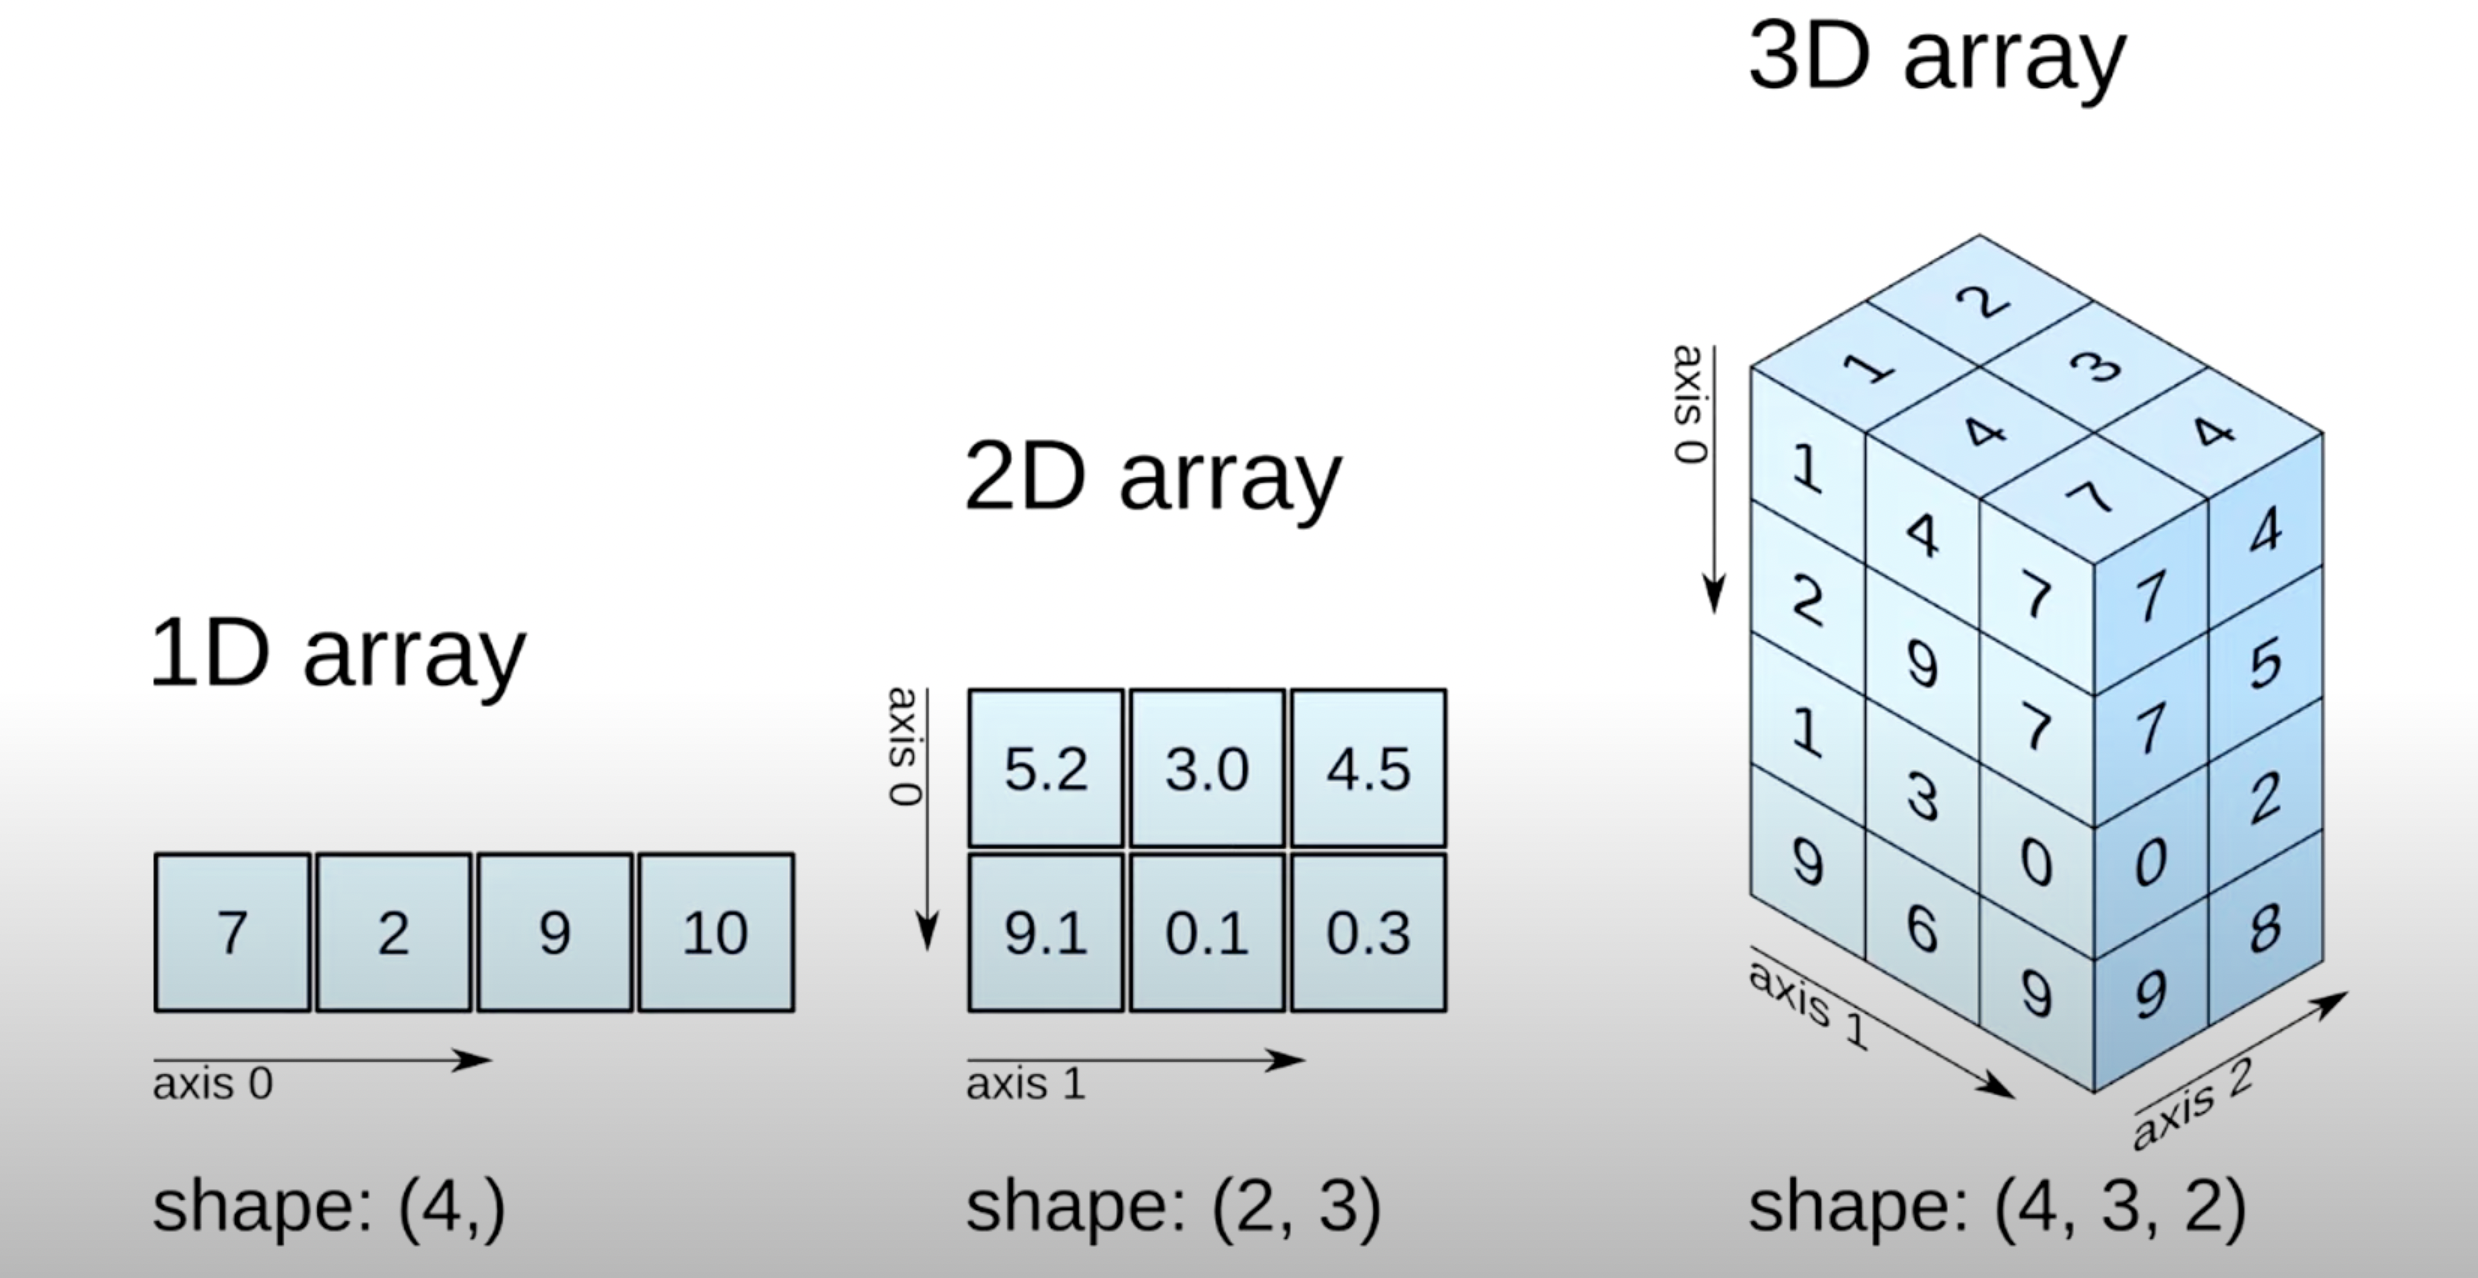 1D array
7 2 9 10
axis 0
shape: (4,)
2D array
axis 0
5.2 3.0 4.5
9.1 0.1 0.3
axis 1
shape: (2, 3)
3D array
axis 0
2
1 3
4 4
7
1 4 7
2 9 7
1 3 0
9 6 9
7 4
7 5
0 2
9 8
axis 1
axis 2
shape: (4, 3, 2)